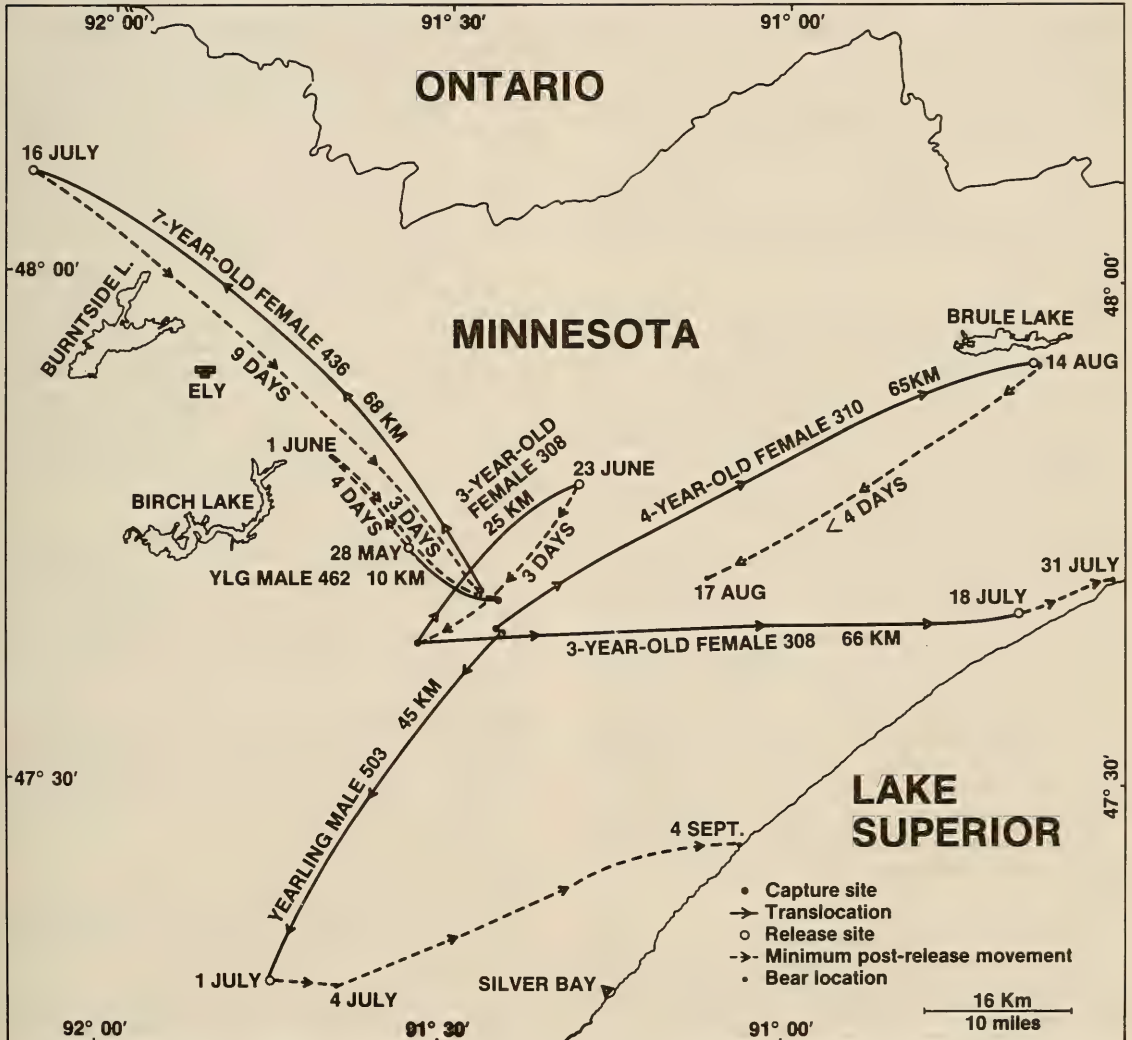 92° 00′
91° 30′
91° 00′
ONTARIO
16 JULY
7-YEAR-OLD FEMALE 436 68 KM
48° 00′
48° 00′
BURNTSIDE L.
MINNESOTA
BRULE LAKE
9 DAYS
ELY
14 AUG
65KM
4-YEAR-OLD FEMALE 310
1 JUNE
3-YEAR-OLD
FEMALE 308
25 KM
23 JUNE
BIRCH LAKE
4 DAYS
3 DAYS
3 DAYS
< 4 DAYS
28 MAY
YLG MALE 462 10 KM
17 AUG
31 JULY
18 JULY
3-YEAR-OLD FEMALE 308 66 KM
YEARLING MALE 503 45 KM
47° 30′
47° 30′
LAKE
SUPERIOR
4 SEPT.
Capture site
Translocation
Release site
Minimum post-release movement
Bear location
1 JULY
4 JULY
SILVER BAY
16 Km
10 miles
92° 00′
91° 30′
91° 00′